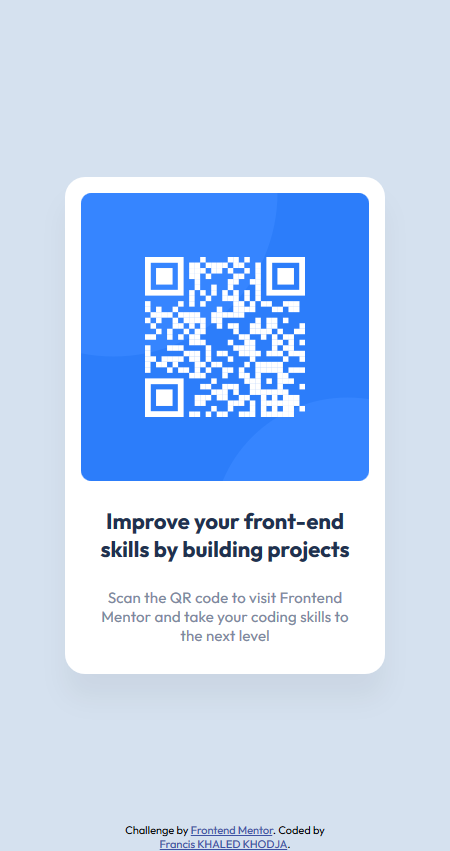 Improve your front-end
skills by building projects
Scan the QR code to visit Frontend
Mentor and take your coding skills to
the next level
Challenge by Frontend Mentor. Coded by
Francis KHALED KHODJA.